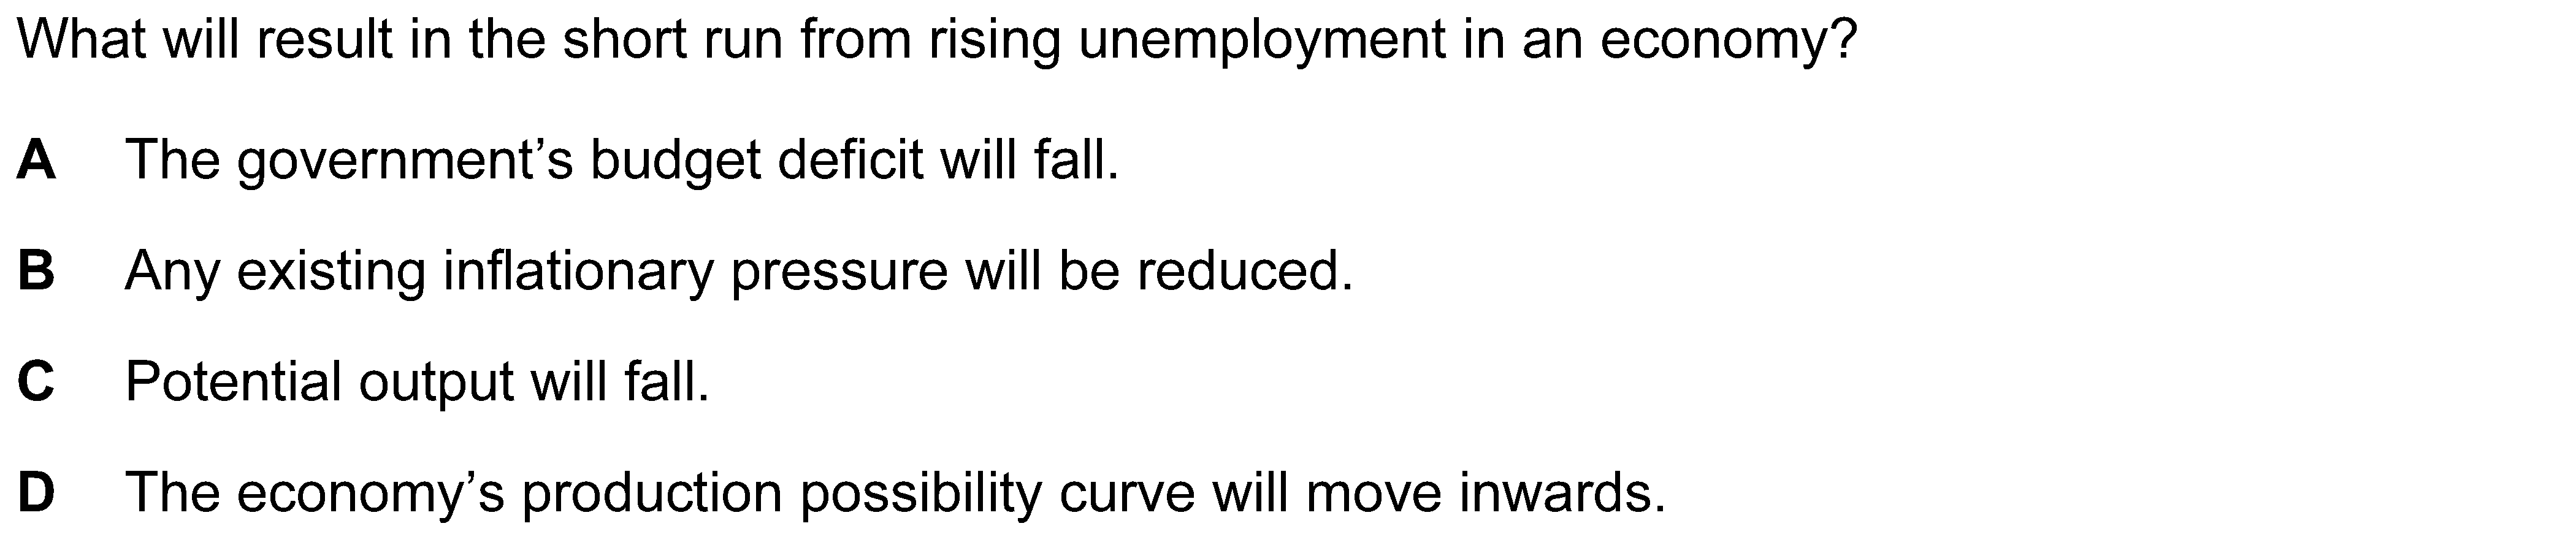 What will result in the short run from rising unemployment in an economy?
A The government’s budget deficit will fall.
B Any existing inflationary pressure will be reduced.
C Potential output will fall.
D The economy’s production possibility curve will move inwards.